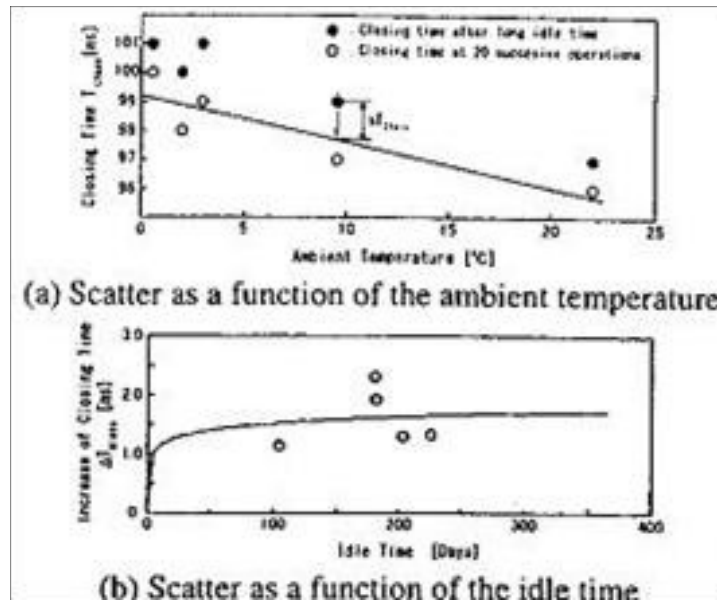 Closing Time [ms]
101
100
99
98
97
96
● Closing time after long idle time
○ Closing time at 20 succesive operations
0 5 10 15 20 25
Ambient Temperature [°C]
(a) Scatter as a function of the ambient temperature
Increase of Closing Time
[ms]
3.0
2.0
1.0
0
0 100 200 300 400
Idle Time [Days]
(b) Scatter as a function of the idle time